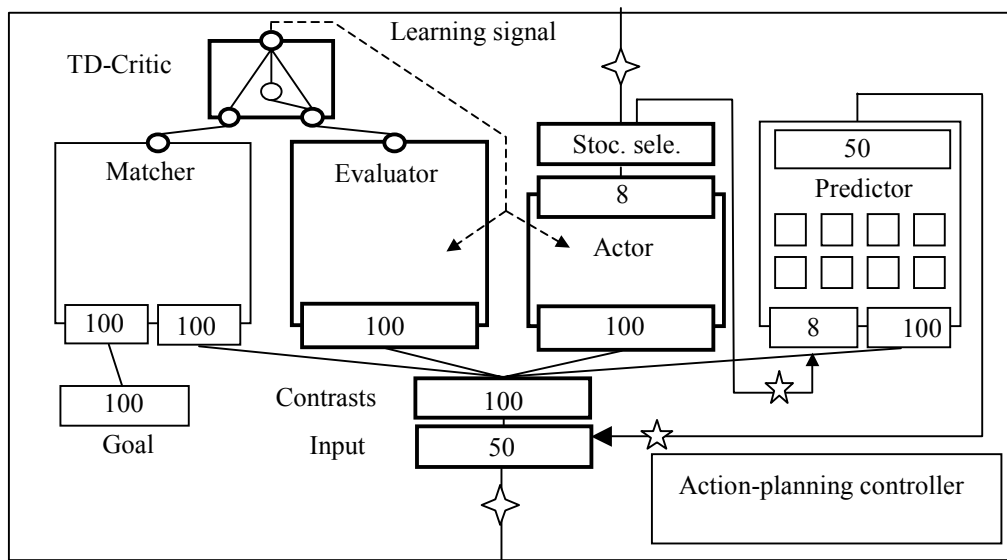 Learning signal
TD-Critic
Stoc. sele.
50
Matcher
Evaluator
8
Predictor
Actor
100
100
100
100
8
100
100
Contrasts
100
Goal
Input
50
Action-planning controller